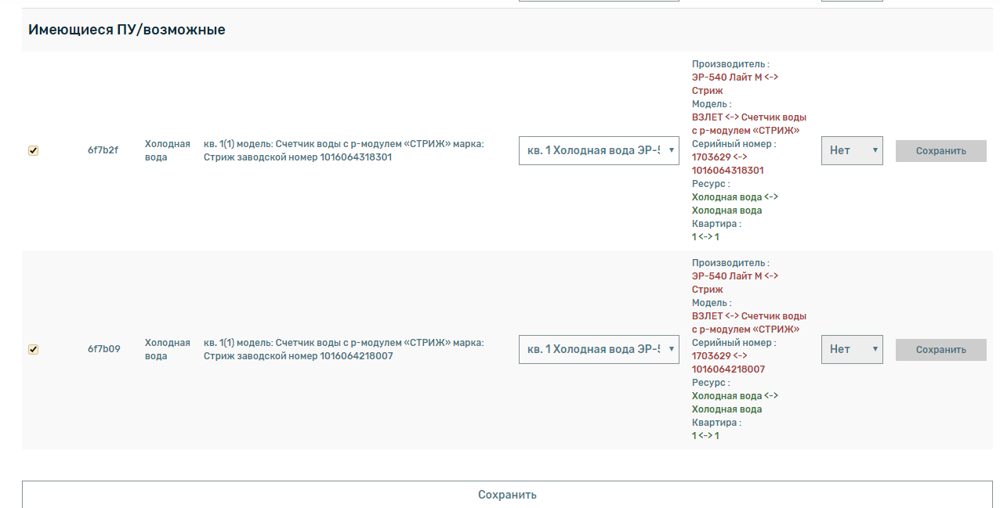 Имеющиеся ПУ/возможные
6f7b2f
Холодная
вода
кв. 1(1) модель: Счетчик воды с р-модулем «СТРИЖ» марка:
Стриж заводской номер 1016064318301
кв. 1 Холодная вода ЭР-5
Производитель :
ЭР-540 Лайт М <->
Стриж
Модель :
ВЗЛЕТ <-> Счетчик воды
с р-модулем «СТРИЖ»
Серийный номер :
1703629 <->
1016064318301
Ресурс :
Холодная вода <->
Холодная вода
Квартира :
1 <-> 1
Нет
Сохранить
6f7b09
Холодная
вода
кв. 1(1) модель: Счетчик воды с р-модулем «СТРИЖ» марка:
Стриж заводской номер 1016064218007
кв. 1 Холодная вода ЭР-5
Производитель :
ЭР-540 Лайт М <->
Стриж
Модель :
ВЗЛЕТ <-> Счетчик воды
с р-модулем «СТРИЖ»
Серийный номер :
1703629 <->
1016064218007
Ресурс :
Холодная вода <->
Холодная вода
Квартира :
1 <-> 1
Нет
Сохранить
Сохранить